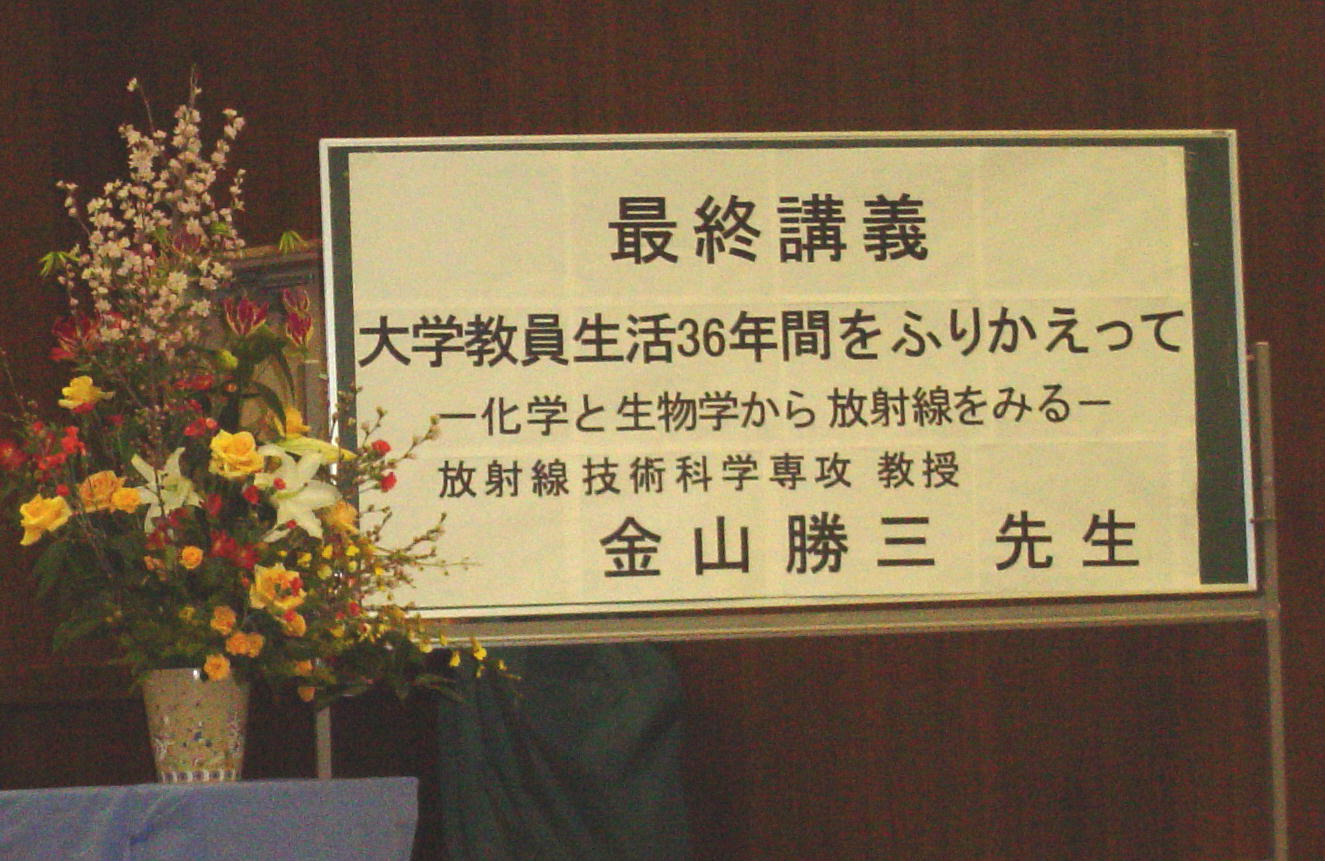 最終講義
大学教員生活36年間をふりかえって
－化学と生物学から 放射線をみる－
放射線技術科学専攻 教授
金山勝三 先生